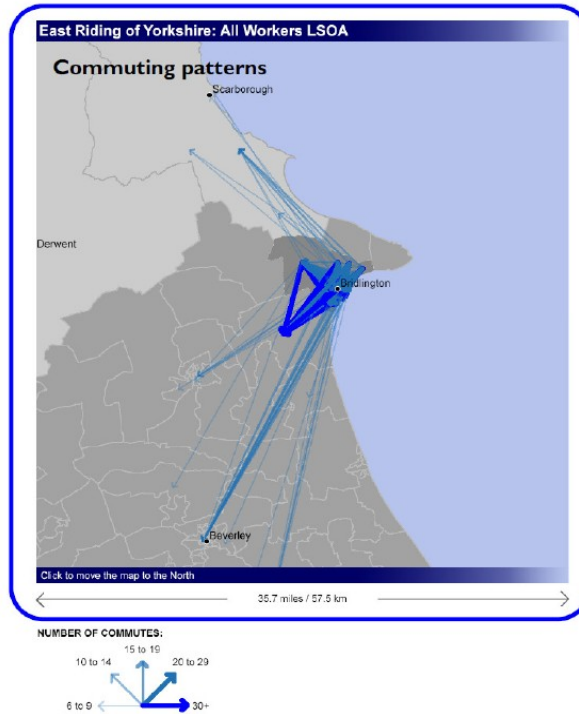 East Riding of Yorkshire: All Workers LSOA
Commuting patterns
Scarborough
Derwent
Bridlington
Beverley
Click to move the map to the North
35.7 miles / 57.5 km
NUMBER OF COMMUTES:
15 to 19
10 to 14
20 to 29
6 to 9
30+